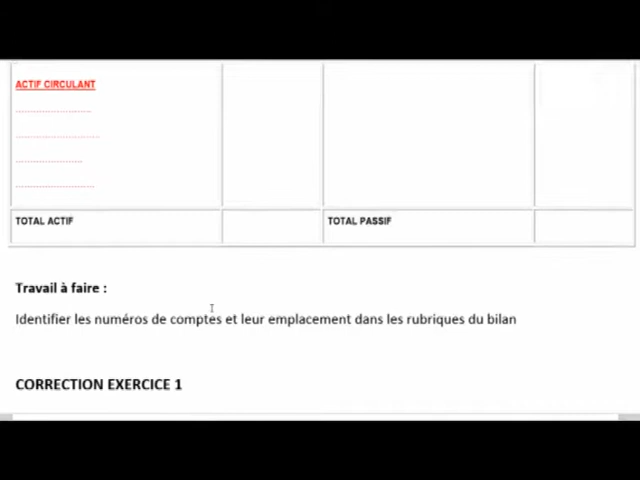 ACTIF CIRCULANT
TOTAL ACTIF
TOTAL PASSIF
Travail à faire :
Identifier les numéros de comptes et leur emplacement dans les rubriques du bilan
CORRECTION EXERCICE 1